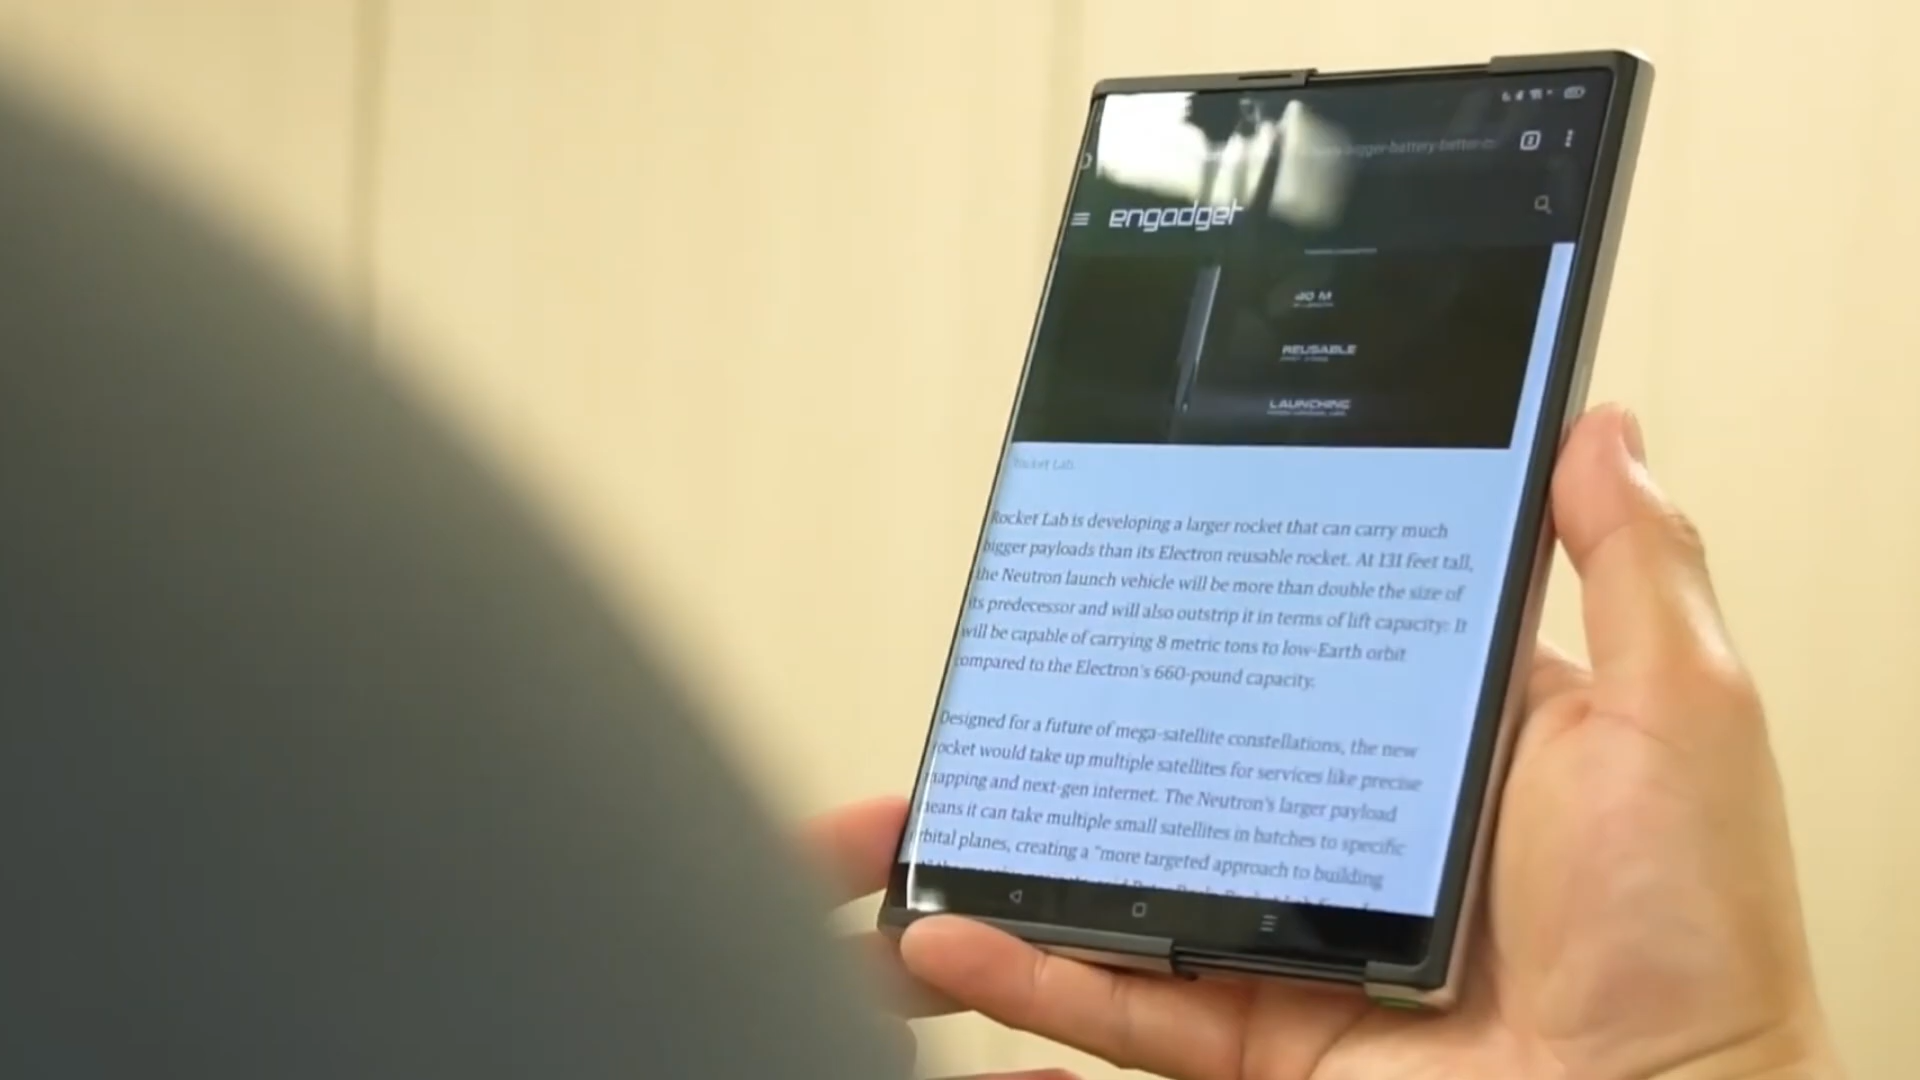 bigger-battery-better-c
engadget
40 M
REUSABLE
LAUNCHING
Rocket Lab
Rocket Lab is developing a larger rocket that can carry much
bigger payloads than its Electron reusable rocket. At 131 feet tall,
the Neutron launch vehicle will be more than double the size of
its predecessor and will also outstrip it in terms of lift capacity: It
will be capable of carrying 8 metric tons to low-Earth orbit
compared to the Electron's 660-pound capacity.
Designed for a future of mega-satellite constellations, the new
rocket would take up multiple satellites for services like precise
mapping and next-gen internet. The Neutron's larger payload
means it can take multiple small satellites in batches to specific
orbital planes, creating a "more targeted approach to building